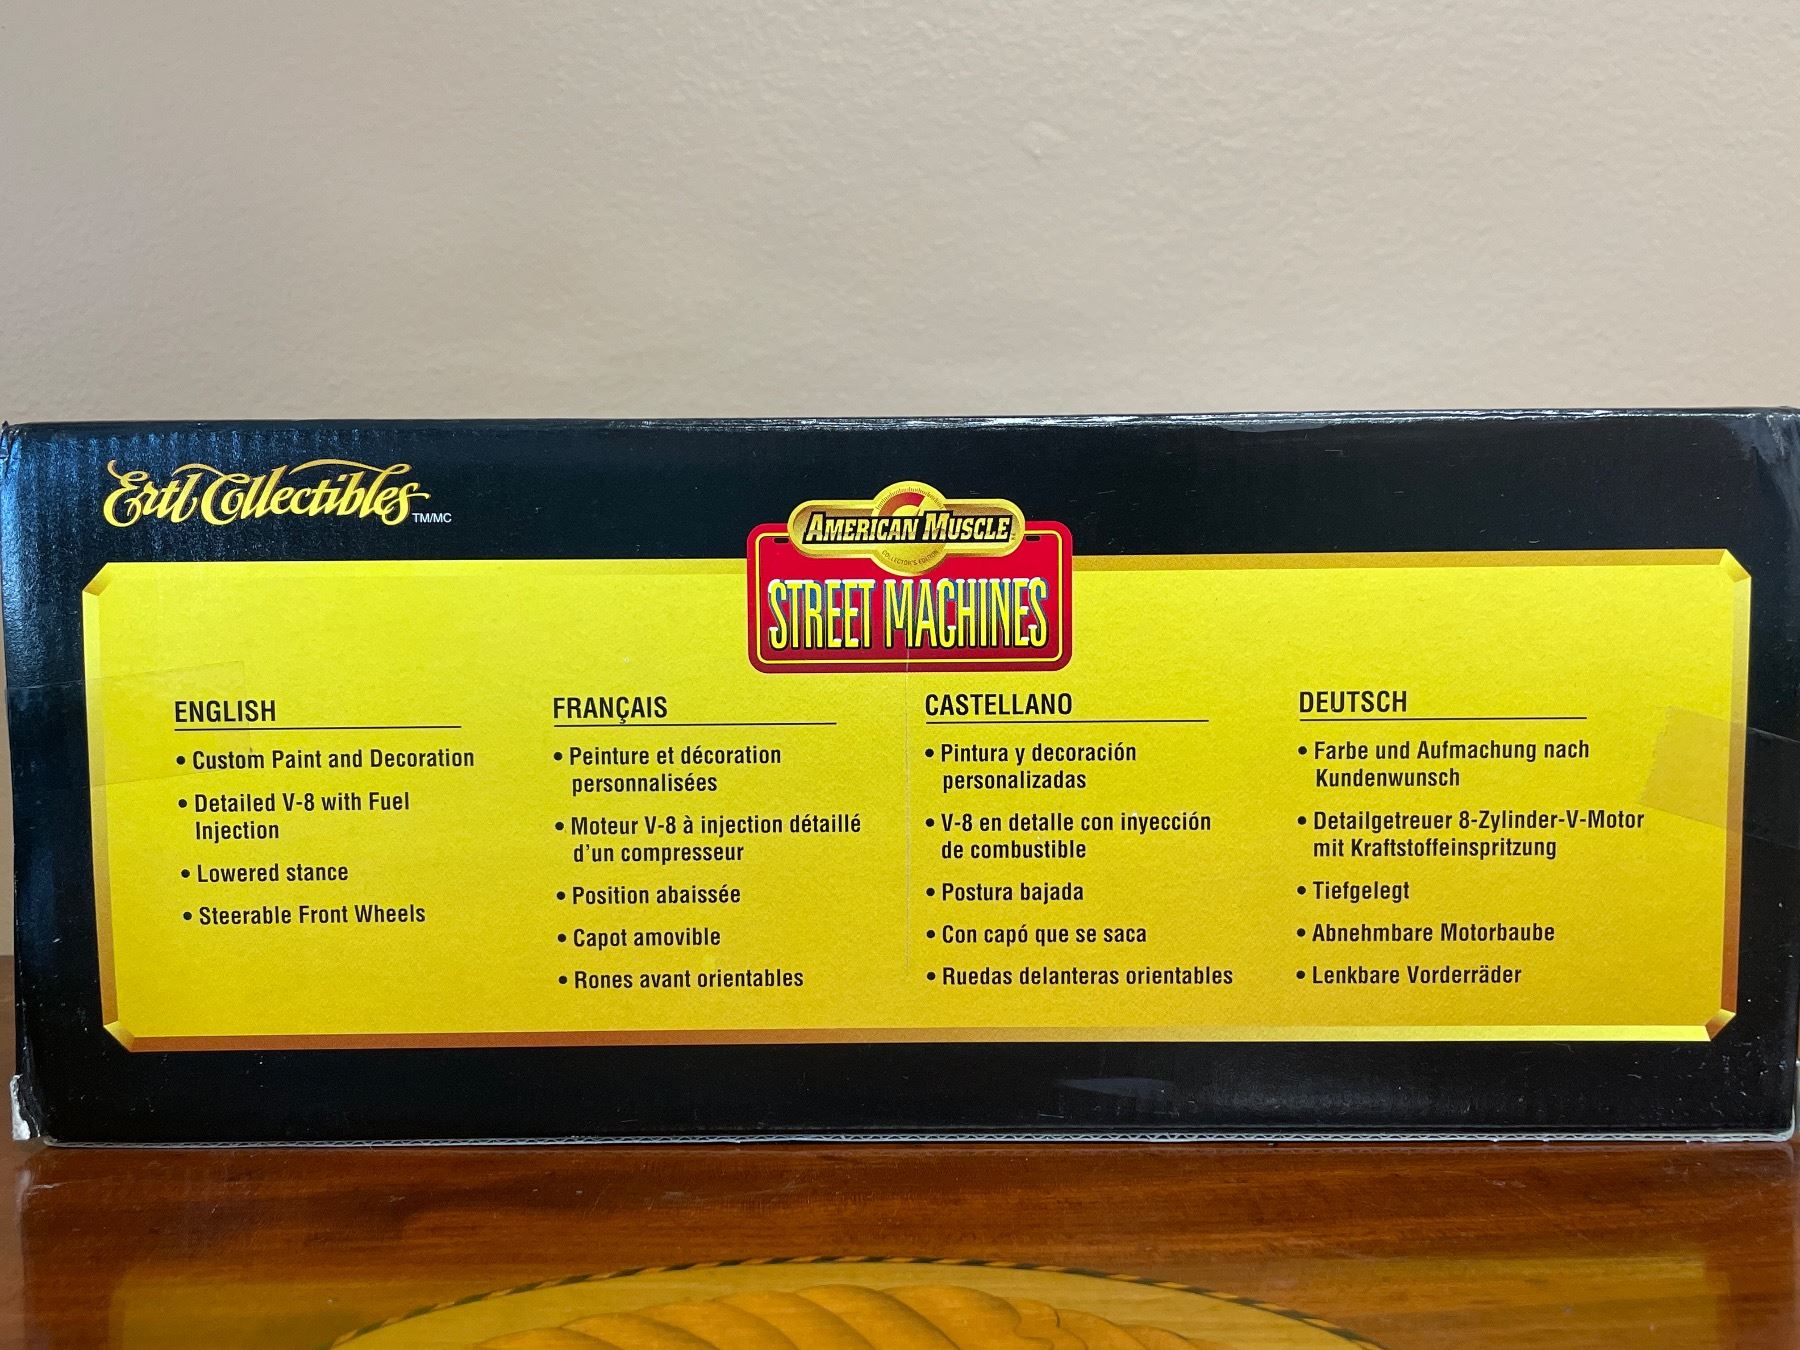 Ertl Collectibles TM/MC
AMERICAN MUSCLE
COLLECTOR'S EDITION
STREET MACHINES
ENGLISH
• Custom Paint and Decoration
• Detailed V-8 with Fuel
Injection
• Lowered stance
• Steerable Front Wheels
FRANÇAIS
• Peinture et décoration
personnalisées
• Moteur V-8 à injection détaillé
d'un compresseur
• Position abaissée
• Capot amovible
• Rones avant orientables
CASTELLANO
• Pintura y decoración
personalizadas
• V-8 en detalle con inyección
de combustible
• Postura bajada
• Con capó que se saca
• Ruedas delanteras orientables
DEUTSCH
• Farbe und Aufmachung nach
Kundenwunsch
• Detailgetreuer 8-Zylinder-V-Motor
mit Kraftstoffeinspritzung
• Tiefgelegt
• Abnehmbare Motorbaube
• Lenkbare Vorderräder